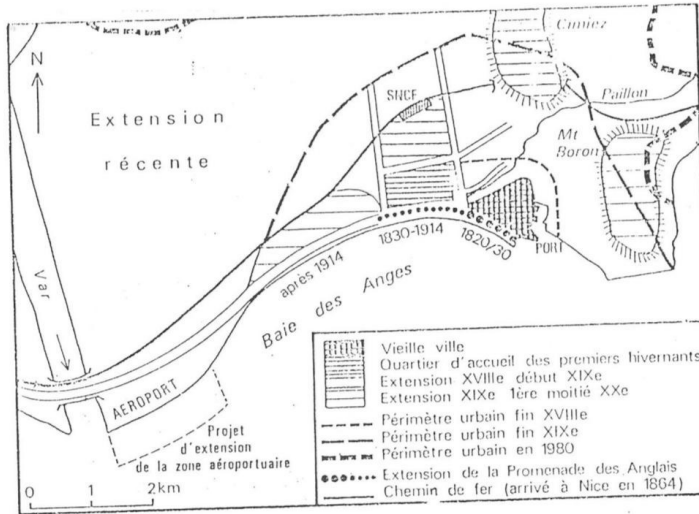 Cimiez
N
SNCF
Paillon
Extension
récente
Mt
Boron
Var
après 1914
1830-1914
1820/30
PORT
Baie des Anges
AEROPORT
Projet
d'extension
de la zone aéroportuaire
0 1 2km
Vieille ville
Quartier d'accueil des premiers hivernants
Extension XVIIIe début XIXe
Extension XIXe 1ère moitié XXe
Périmètre urbain fin XVIIIe
Périmètre urbain fin XIXe
Périmètre urbain en 1980
Extension de la Promenade des Anglais
Chemin de fer (arrivé à Nice en 1864)